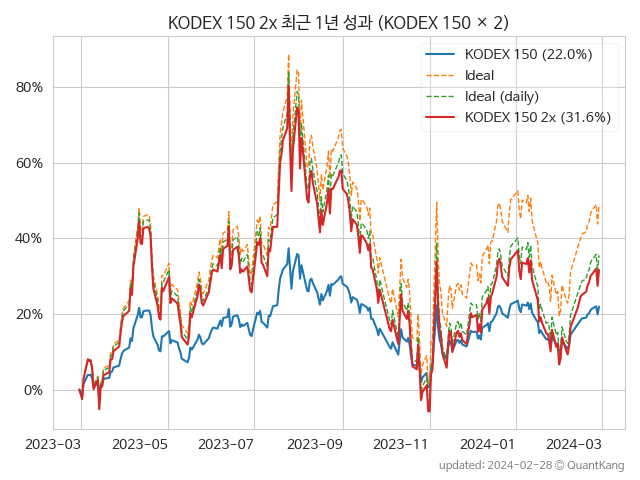 KODEX 150 2x 최근 1년 성과 (KODEX 150 × 2)
KODEX 150 (22.0%)
Ideal
Ideal (daily)
KODEX 150 2x (31.6%)
80%
60%
40%
20%
0%
2023-03 2023-05 2023-07 2023-09 2023-11 2024-01 2024-03
updated: 2024-02-28 © QuantKang